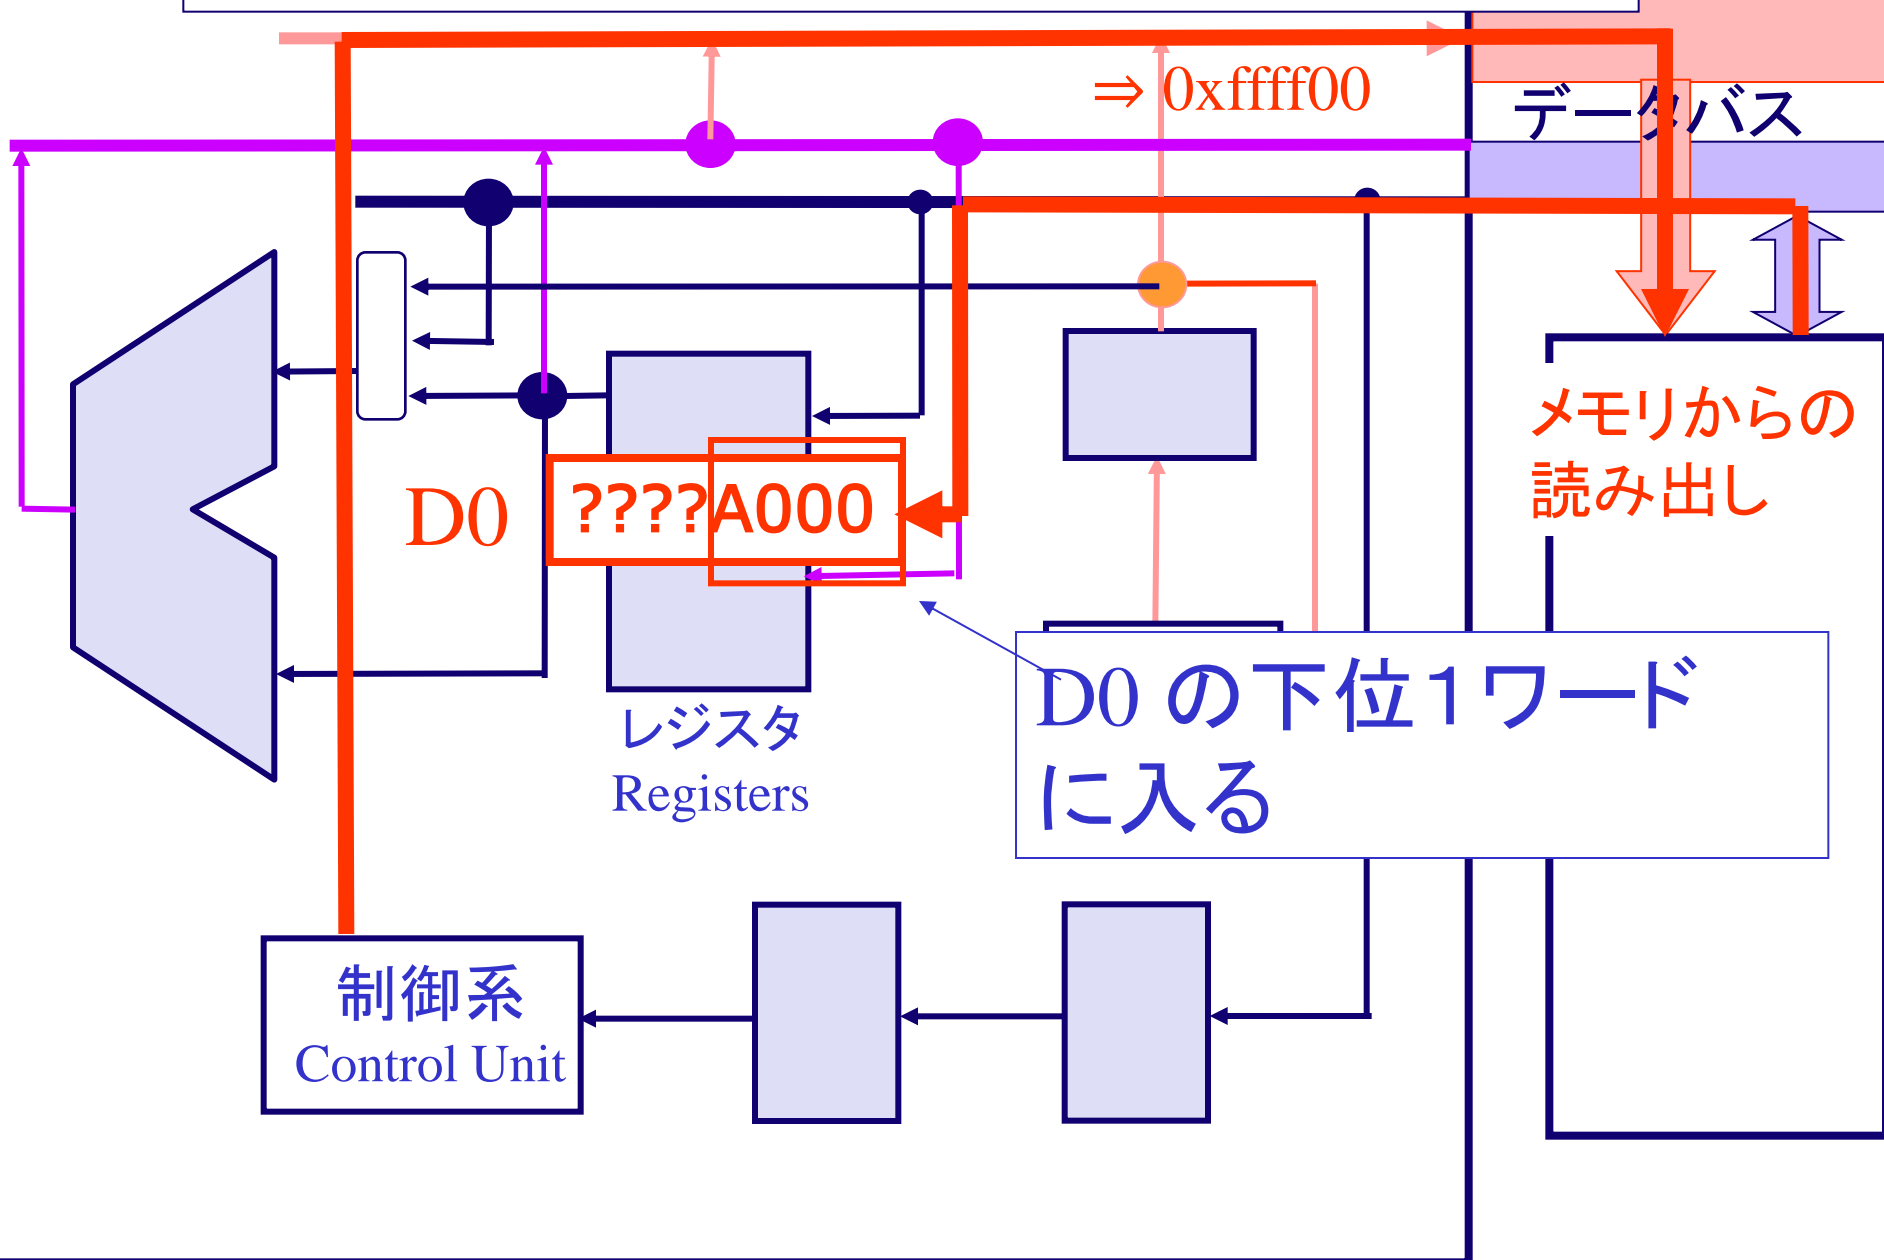 ⇒ 0xffff00
データバス
メモリからの
読み出し
D0
????A000
D0 の下位1ワード
に入る
レジスタ
Registers
制御系
Control Unit